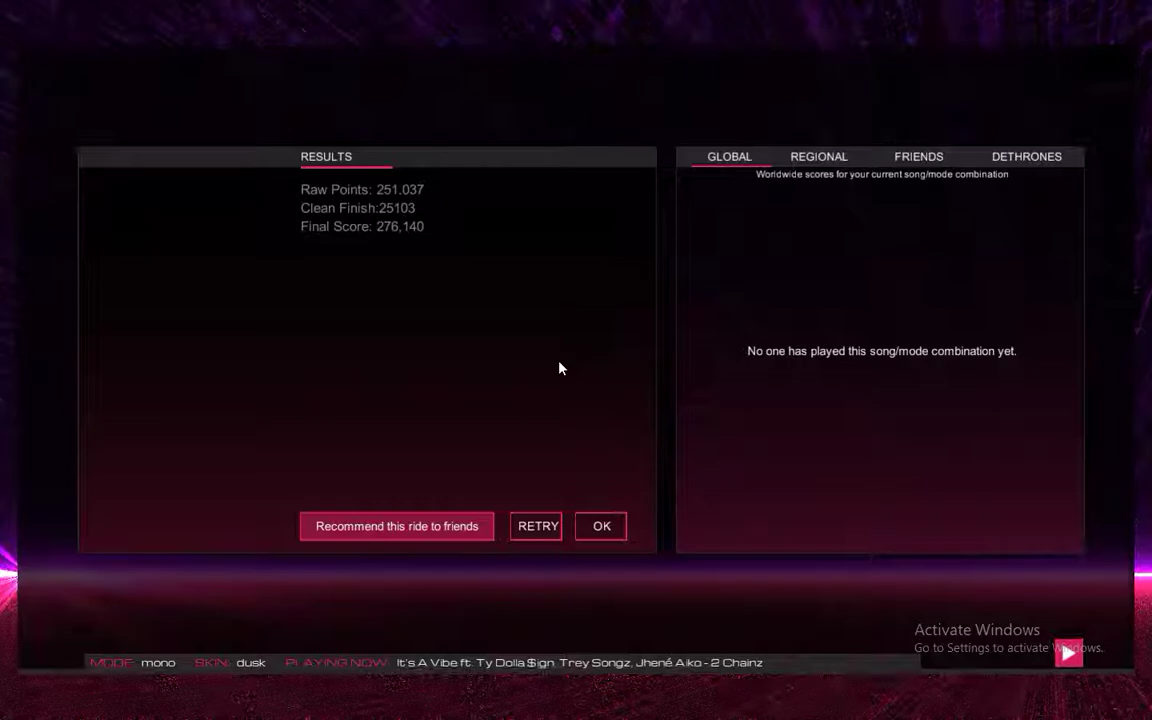 RESULTS
Raw Points: 251,037
Clean Finish:25103
Final Score: 276,140
Recommend this ride to friends
RETRY
OK
GLOBAL REGIONAL FRIENDS DETHRONES
Worldwide scores for your current song/mode combination
No one has played this song/mode combination yet.
Activate Windows
Go to Settings to activate Windows.
MODE: mono SKIN: dusk PLAYING NOW: It's A Vibe ft. Ty Dolla $ign, Trey Songz, Jhené Aiko - 2 Chainz